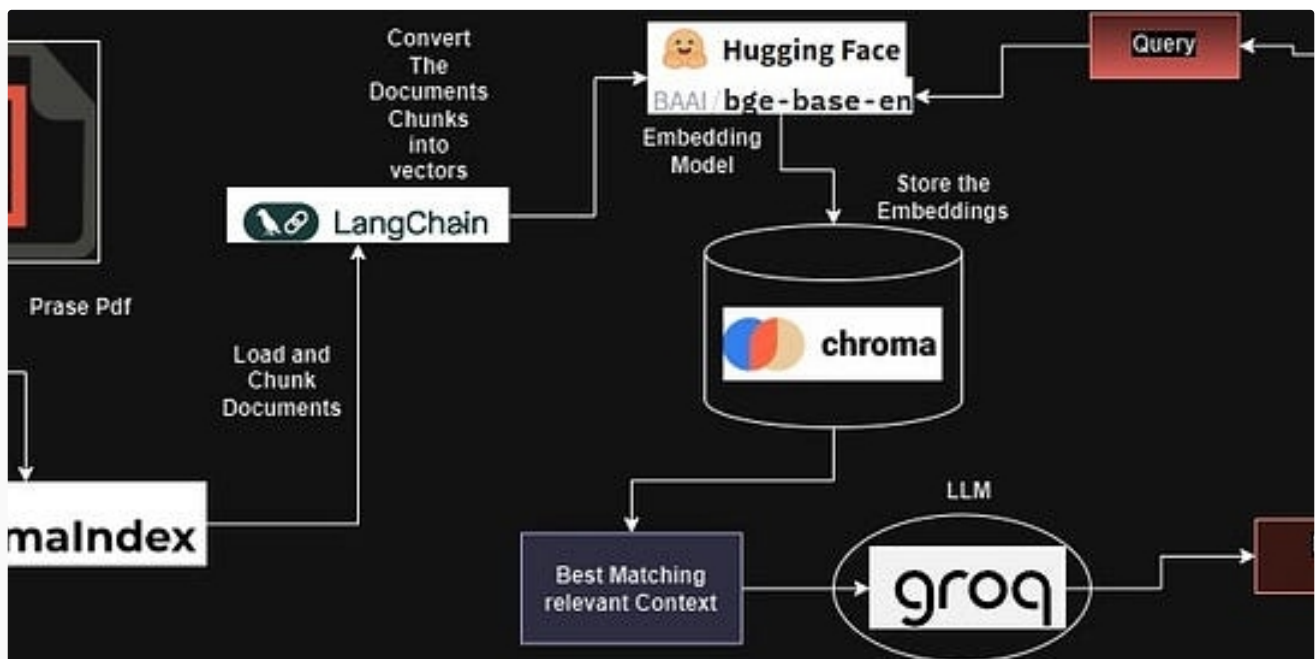 Convert
The
Documents
Chunks
into
vectors
Hugging Face
BAAI/bge-base-en
Embedding
Model
Query
LangChain
Store the
Embeddings
Prase Pdf
Load and
Chunk
Documents
chroma
maIndex
LLM
Best Matching
relevant Context
groq